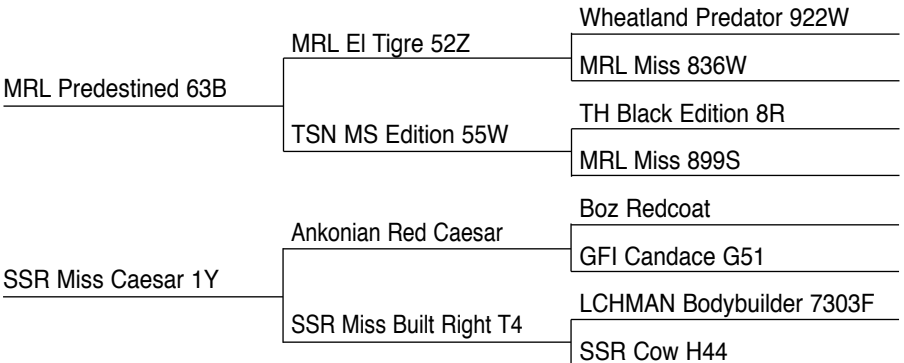 Wheatland Predator 922W
MRL El Tigre 52Z
MRL Miss 836W
MRL Predestined 63B
TH Black Edition 8R
TSN MS Edition 55W
MRL Miss 899S
Boz Redcoat
Ankonian Red Caesar
GFI Candace G51
SSR Miss Caesar 1Y
LCHMAN Bodybuilder 7303F
SSR Miss Built Right T4
SSR Cow H44